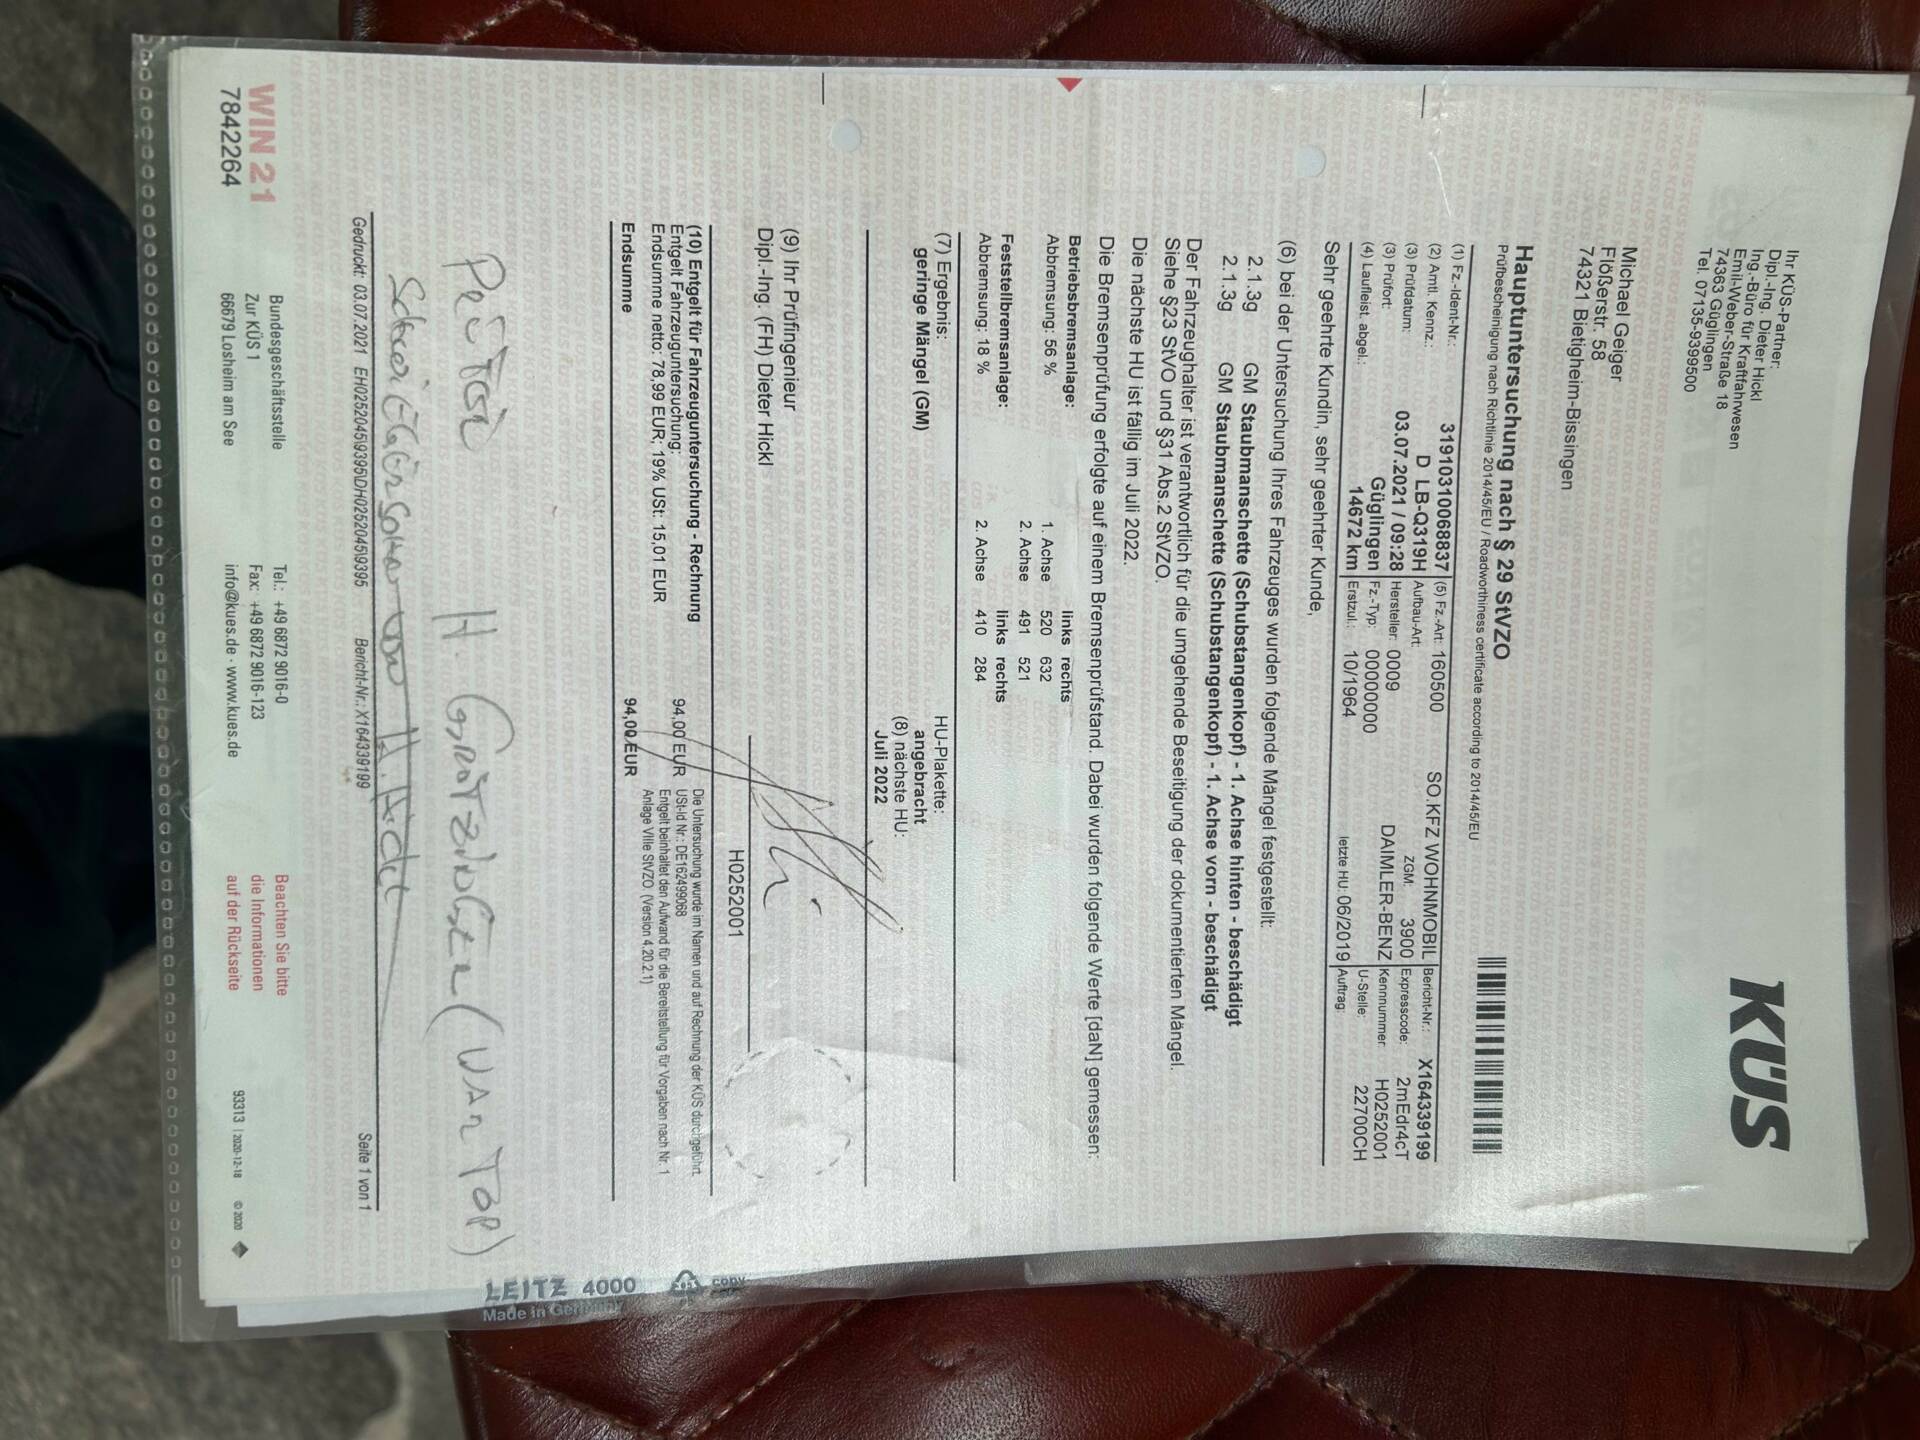 KÜS
Ihr KÜS-Partner:
Dipl.-Ing. Dieter Hickl
Ing.-Büro für Kraftfahrwesen
Emil-Weber-Straße 18
74363 Güglingen
Tel. 07135-9399500
Michael Geiger
Flößerstr. 58
74321 Bietigheim-Bissingen
Hauptuntersuchung nach § 29 StVZO
Prüfbescheinigung nach Richtlinie 2014/45/EU / Roadworthiness certificate according to 2014/45/EU
(1) Fz.-Ident-Nr.: 31910310068837 (5) Fz.-Art: 160500 SO.KFZ WOHNMOBIL Bericht-Nr.: X164339199
(2) Amtl. Kennz.: D LB-Q319H Aufbau-Art: ZGM: 3900 Expresscode: 2mEdr4cT
(3) Prüfdatum: 03.07.2021 / 09:28 Hersteller: 0009 DAIMLER-BENZ Kennnummer: H0252001
(3) Prüfort: Güglingen Fz.-Typ: 00000000 U-Stelle: 22700CH
(4) Laufleist. abgel.: 14672 km Erstzul.: 10/1964 letzte HU: 06/2019 Auftrag:
Sehr geehrte Kundin, sehr geehrter Kunde,
(6) bei der Untersuchung Ihres Fahrzeuges wurden folgende Mängel festgestellt:
2.1.3g GM Staubmanschette (Schubstangenkopf) - 1. Achse hinten - beschädigt
2.1.3g GM Staubmanschette (Schubstangenkopf) - 1. Achse vorn - beschädigt
Der Fahrzeughalter ist verantwortlich für die umgehende Beseitigung der dokumentierten Mängel.
Siehe §23 StVO und §31 Abs.2 StVZO.
Die nächste HU ist fällig im Juli 2022.
Die Bremsenprüfung erfolgte auf einem Bremsenprüfstand. Dabei wurden folgende Werte [daN] gemessen:
Betriebsbremsanlage: links rechts
Abbremsung: 56 % 1. Achse 520 632
2. Achse 491 521
Feststellbremsanlage: links rechts
Abbremsung: 18 % 2. Achse 410 284
(7) Ergebnis: HU-Plakette:
geringe Mängel (GM) angebracht
(8) nächste HU:
Juli 2022
(9) Ihr Prüfingenieur
Dipl.-Ing. (FH) Dieter Hickl
H0252001
(10) Entgelt für Fahrzeuguntersuchung - Rechnung
Entgelt Fahrzeuguntersuchung: 94,00 EUR
Endsumme netto: 78,99 EUR; 19% USt: 15,01 EUR
Endsumme 94,00 EUR
Die Untersuchung wurde im Namen und auf Rechnung der KÜS durchgeführt.
USt-Id Nr.: DE162499068
Entgelt beinhaltet den Aufwand für die Bereitstellung für Vorgaben nach Nr. 1
Anlage VIIIe StVZO. (Version 4.20.2.1)
H.
Gedruckt: 03.07.2021 EH0252045\9395\DH0252045\9395 Bericht-Nr.: X164339199 Seite 1 von 1
WIN 21
7842264
Bundesgeschäftsstelle
Zur KÜS 1
66679 Losheim am See
Tel.: +49 6872 9016-0
Fax: +49 6872 9016-123
info@kues.de · www.kues.de
Beachten Sie bitte
die Informationen
auf der Rückseite
93313 | 2020-12-18 © 2020
LEITZ 4000
Made in Germany
copy